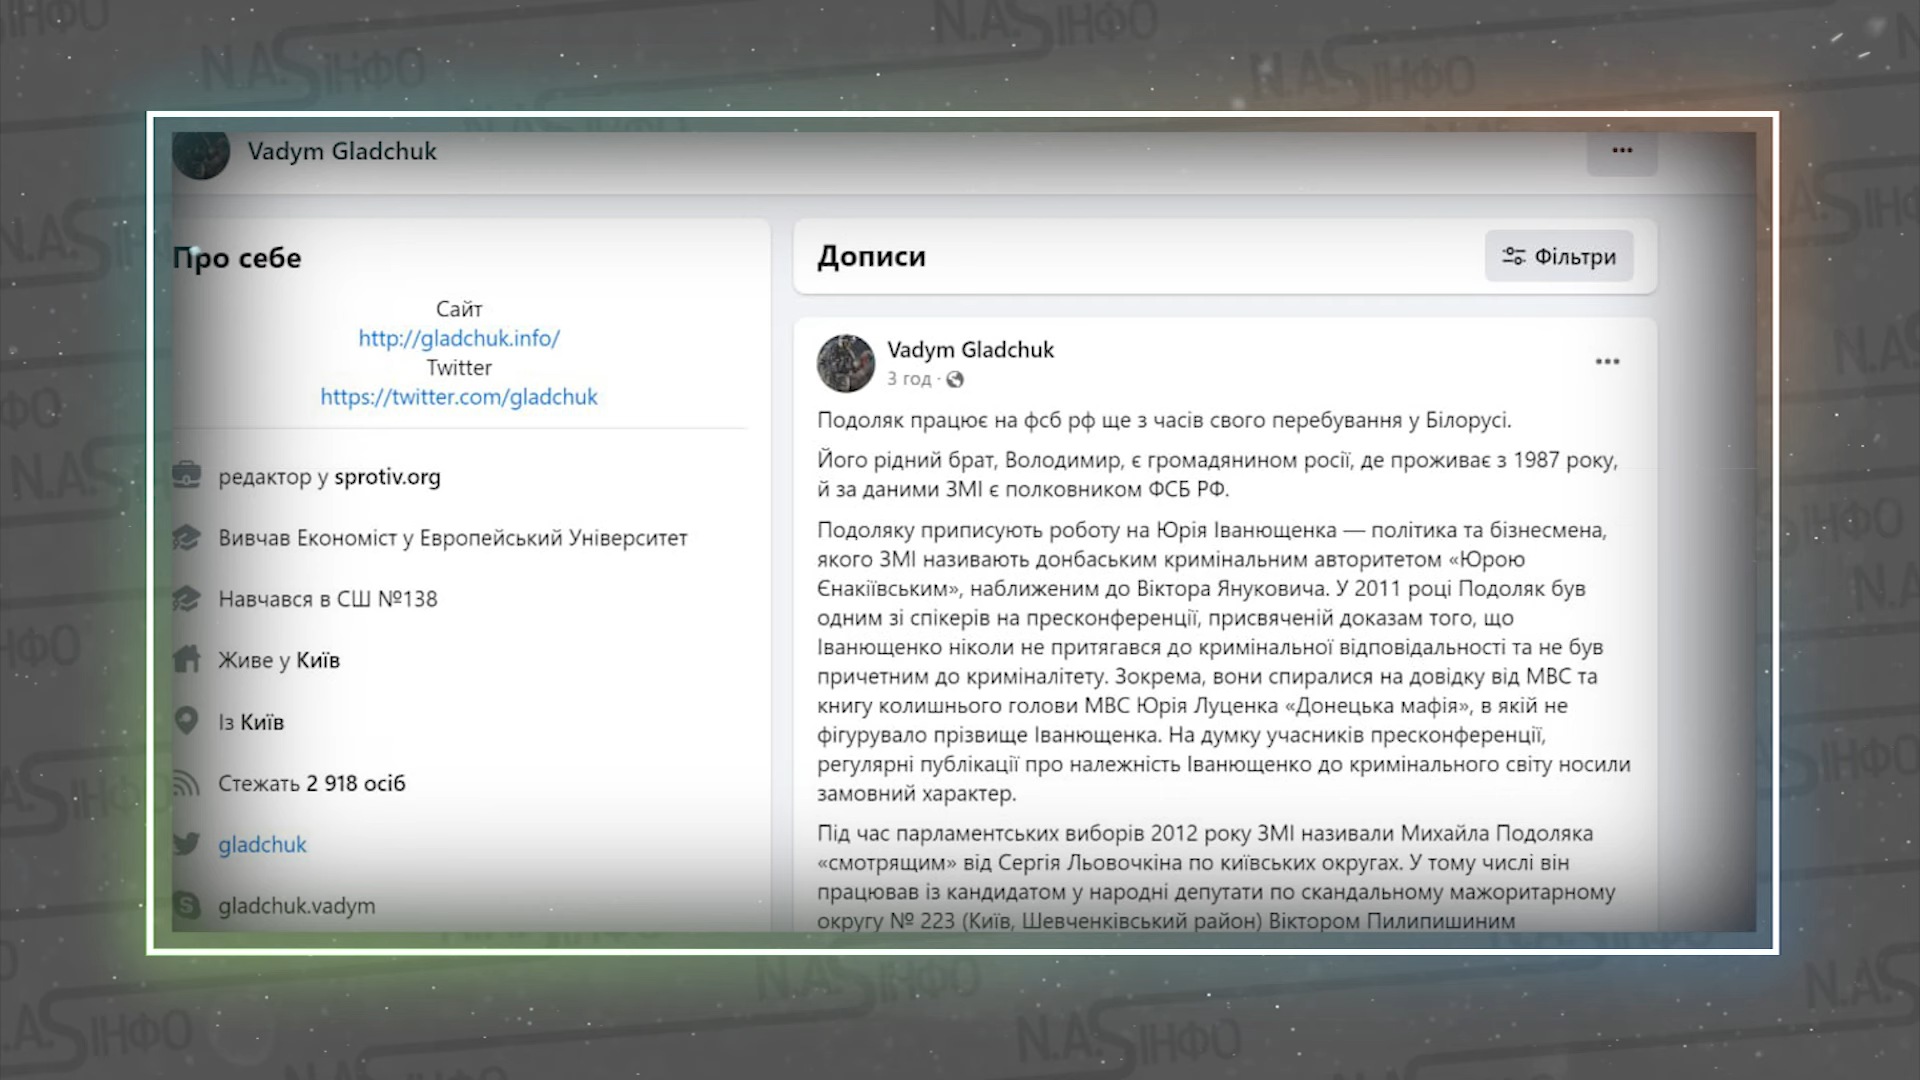 Vadym Gladchuk
Про себе
Сайт
http://gladchuk.info/
Twitter
https://twitter.com/gladchuk
редактор у sprotiv.org
Вивчав Економіст у Европейський Університет
Навчався в СШ №138
Живе у Київ
Із Київ
Стежать 2 918 осіб
gladchuk
gladchuk.vadym
Дописи
Фільтри
Vadym Gladchuk
3 год ·
Подоляк працює на фсб рф ще з часів свого перебування у Білорусі.
Його рідний брат, Володимир, є громадянином росії, де проживає з 1987 року,
й за даними ЗМІ є полковником ФСБ РФ.
Подоляку приписують роботу на Юрія Іванющенка — політика та бізнесмена,
якого ЗМІ називають донбаським кримінальним авторитетом «Юрою
Єнакіївським», наближеним до Віктора Януковича. У 2011 році Подоляк був
одним зі спікерів на пресконференції, присвяченій доказам того, що
Іванющенко ніколи не притягався до кримінальної відповідальності та не був
причетним до криміналітету. Зокрема, вони спиралися на довідку від МВС та
книгу колишнього голови МВС Юрія Луценка «Донецька мафія», в якій не
фігурувало прізвище Іванющенка. На думку учасників пресконференції,
регулярні публікації про належність Іванющенко до кримінального світу носили
замовний характер.
Під час парламентських виборів 2012 року ЗМІ називали Михайла Подоляка
«смотрящим» від Сергія Льовочкіна по київських округах. У тому числі він
працював із кандидатом у народні депутати по скандальному мажоритарному
округу № 223 (Київ, Шевченківський район) Віктором Пилипишиним
N.A.SІНФО
N.A.SІНФО
N.A.SІНФО
N.A.SІНФО
N.A.SІНФО